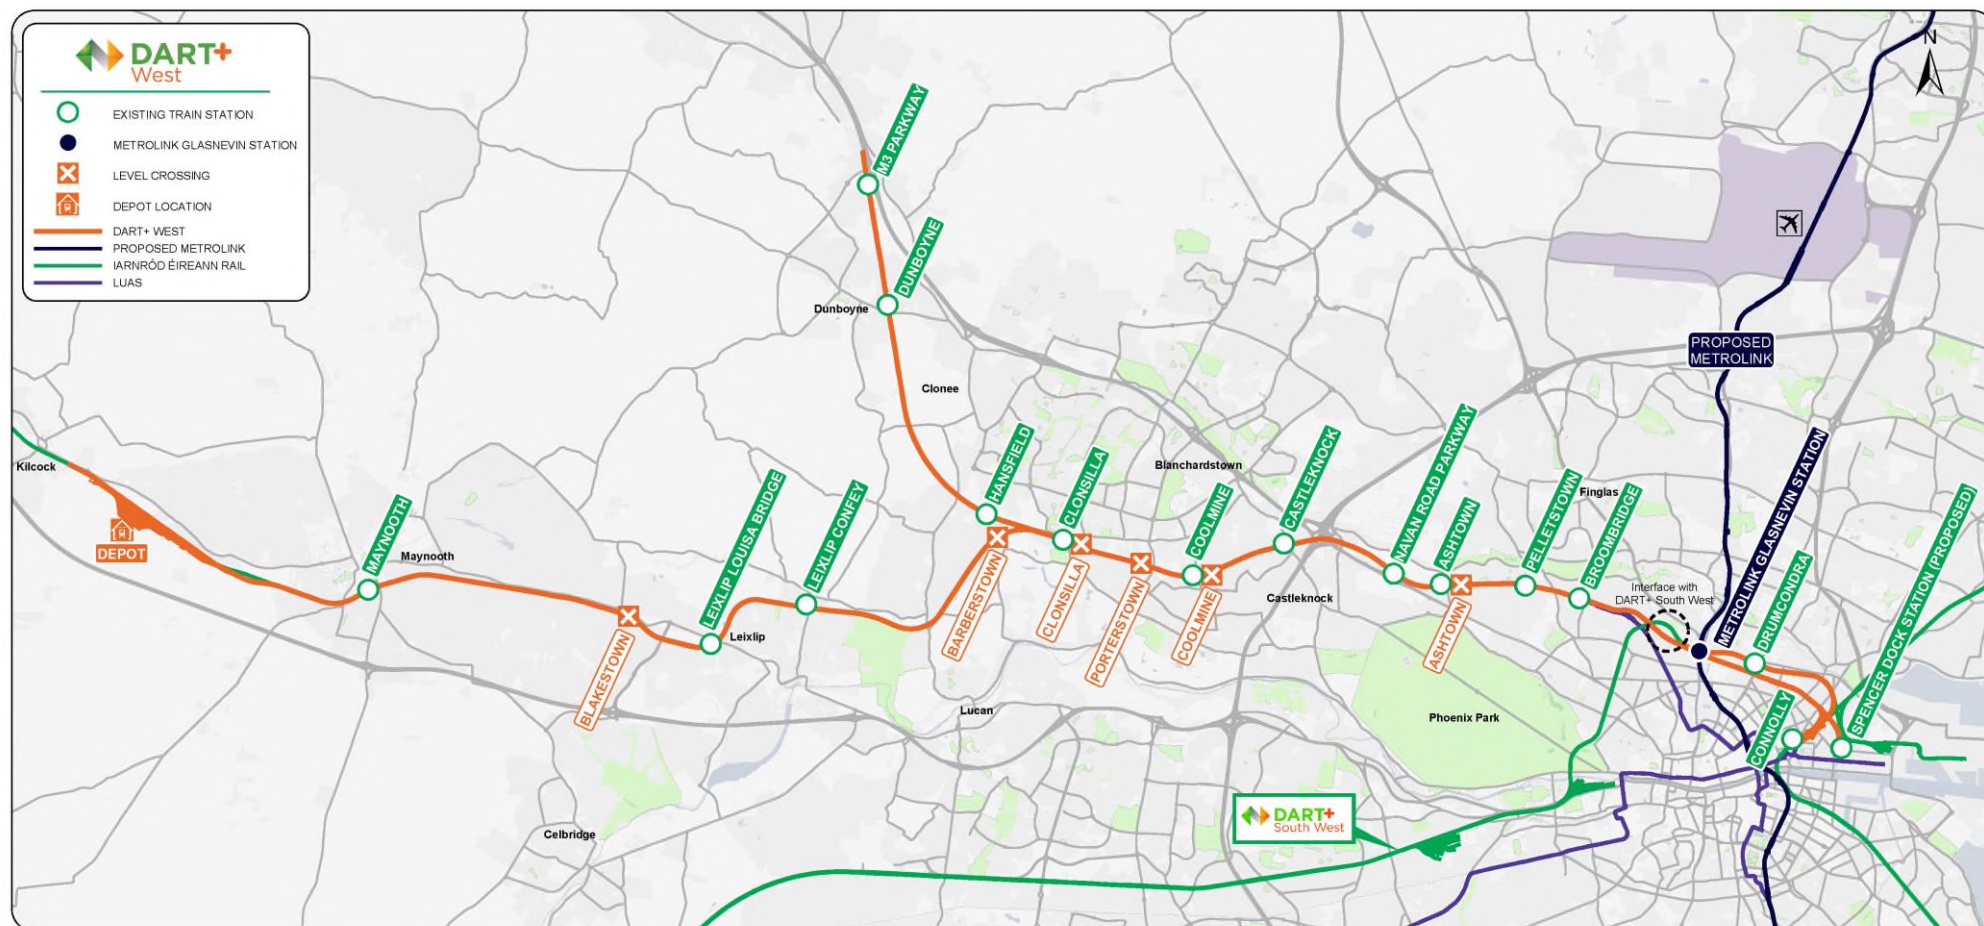 DART+
West
EXISTING TRAIN STATION
METROLINK GLASNEVIN STATION
LEVEL CROSSING
DEPOT LOCATION
DART+ WEST
PROPOSED METROLINK
IARNRÓD ÉIREANN RAIL
LUAS
N
M3 PARKWAY
DUNBOYNE
Dunboyne
Clonee
PROPOSED
METROLINK
Kilcock
DEPOT
MAYNOOTH
Maynooth
BLAKESTOWN
LEIXLIP LOUISA BRIDGE
Leixlip
LEIXLIP CONFEY
HANSFIELD
BARBERSTOWN
CLONSILLA
CLONSILLA
PORTERSTOWN
Blanchardstown
COOLMINE
COOLMINE
CASTLEKNOCK
Castleknock
NAVAN ROAD PARKWAY
ASHTOWN
ASHTOWN
PELLETSTOWN
Finglas
BROOMBRIDGE
Interface with
DART+ South West
METROLINK GLASNEVIN STATION
DRUMCONDRA
SPENCER DOCK STATION (PROPOSED)
CONNOLLY
Lucan
Phoenix Park
Celbridge
DART+
South West